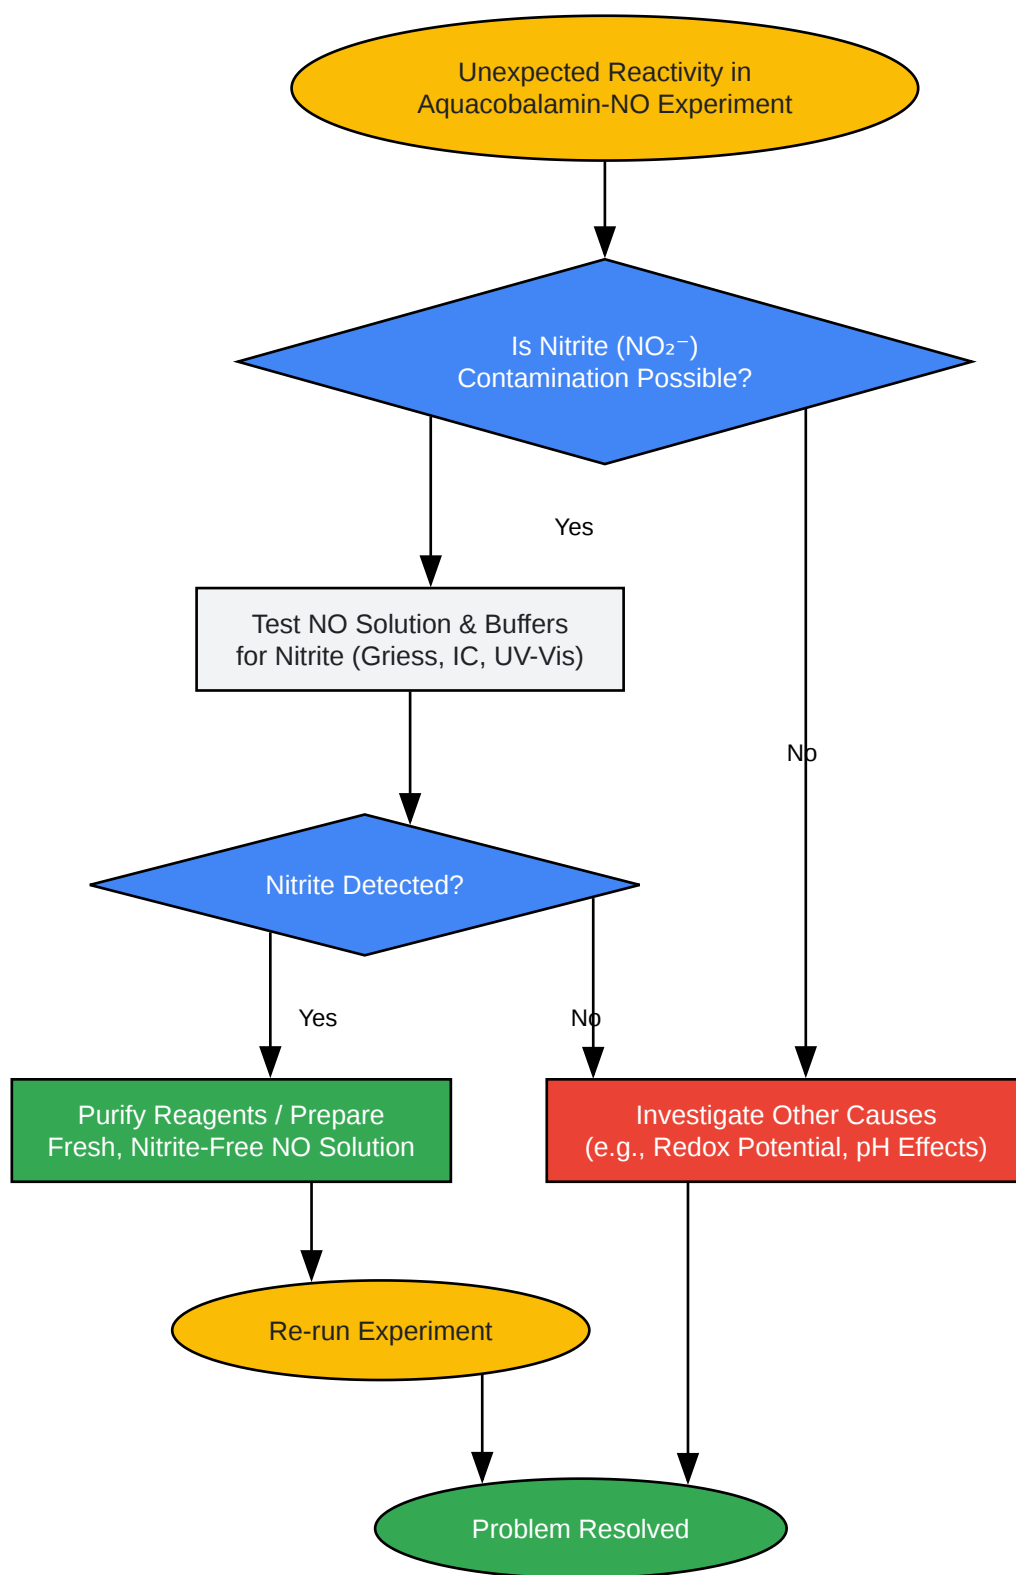 Unexpected Reactivity in
Aquacobalamin-NO Experiment
Is Nitrite (NO₂⁻)
Contamination Possible?
Yes
Test NO Solution & Buffers
for Nitrite (Griess, IC, UV-Vis)
No
Nitrite Detected?
Yes
No
Purify Reagents / Prepare
Fresh, Nitrite-Free NO Solution
Investigate Other Causes
(e.g., Redox Potential, pH Effects)
Re-run Experiment
Problem Resolved